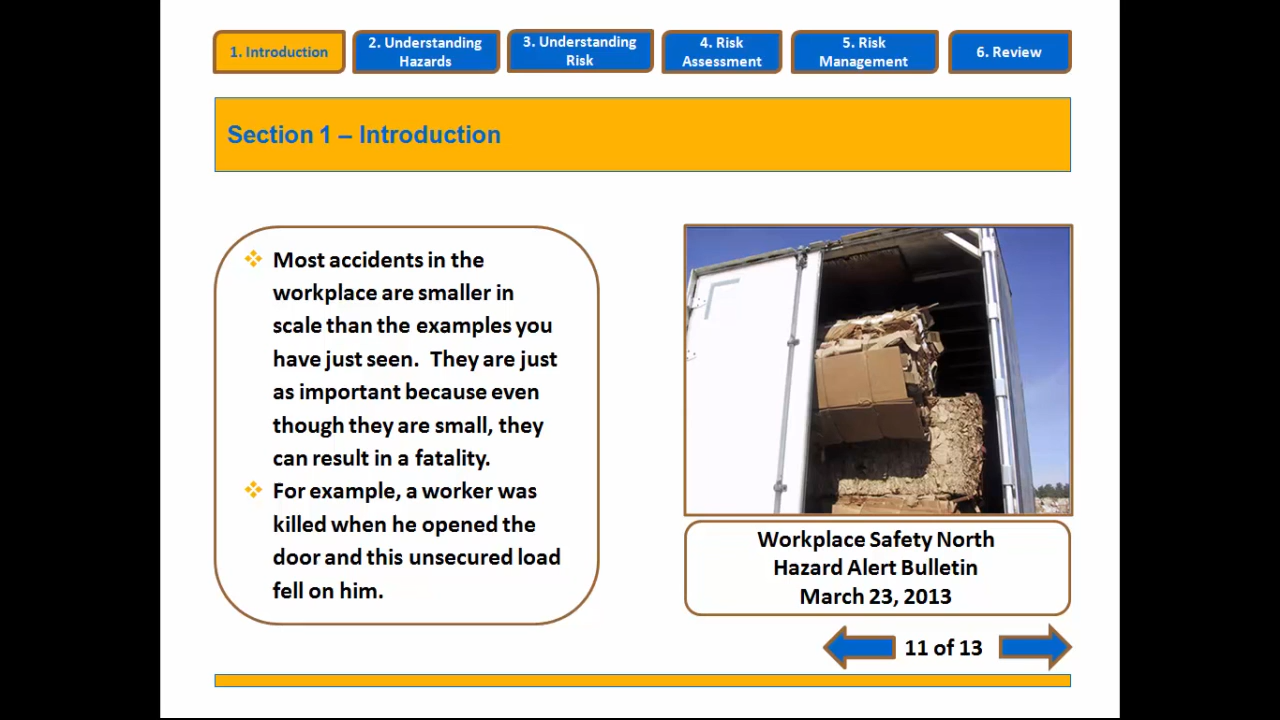 1. Introduction
2. Understanding
Hazards
3. Understanding
Risk
4. Risk
Assessment
5. Risk
Management
6. Review
Section 1 – Introduction
❖ Most accidents in the
workplace are smaller in
scale than the examples you
have just seen.  They are just
as important because even
though they are small, they
can result in a fatality.
❖ For example, a worker was
killed when he opened the
door and this unsecured load
fell on him.
Workplace Safety North
Hazard Alert Bulletin
March 23, 2013
11 of 13